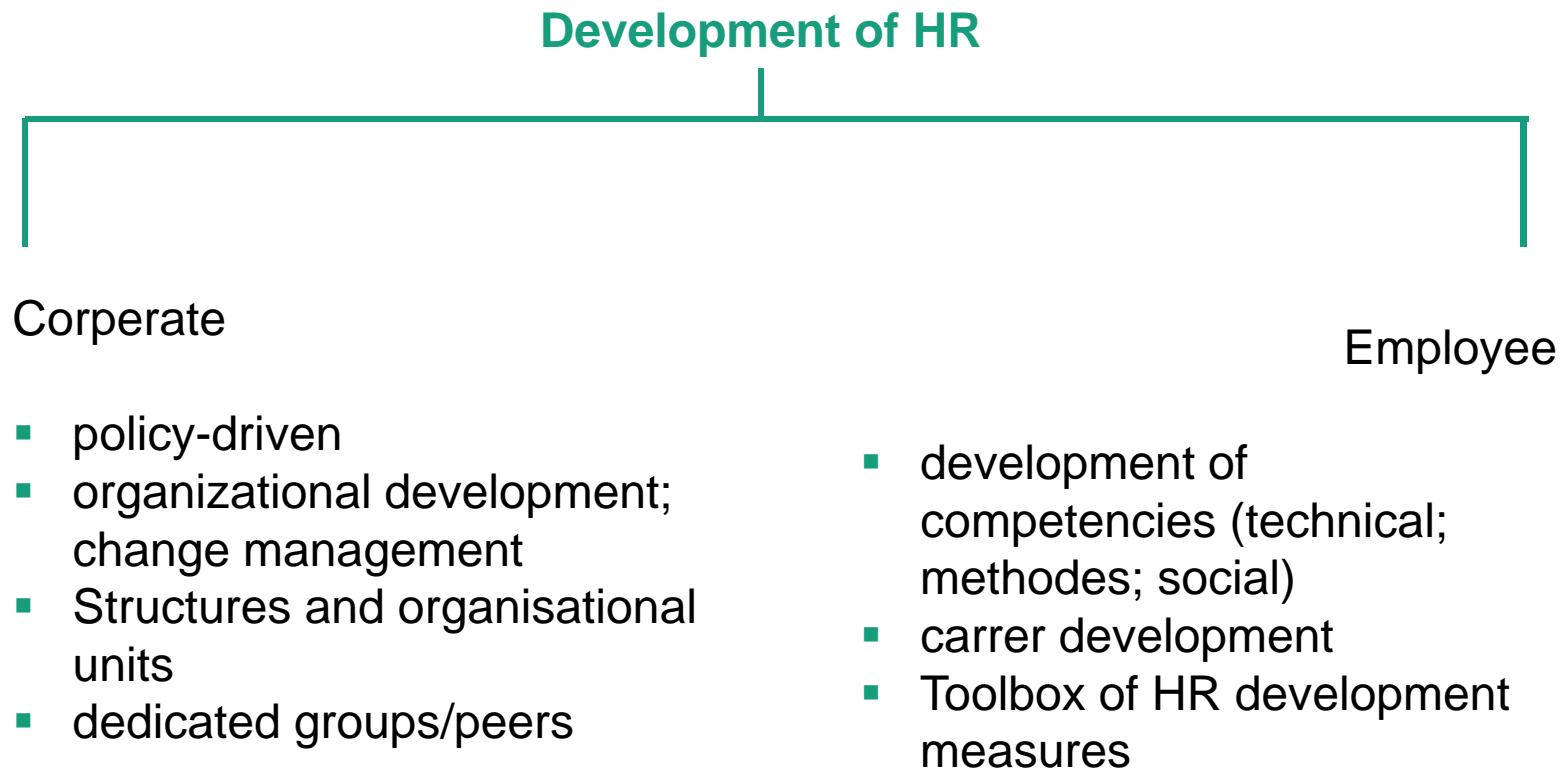 Development of HR
Corperate
▪ policy-driven
▪ organizational development;
change management
▪ Structures and organisational
units
▪ dedicated groups/peers
Employee
▪ development of
competencies (technical;
methodes; social)
▪ carrer development
▪ Toolbox of HR development
measures